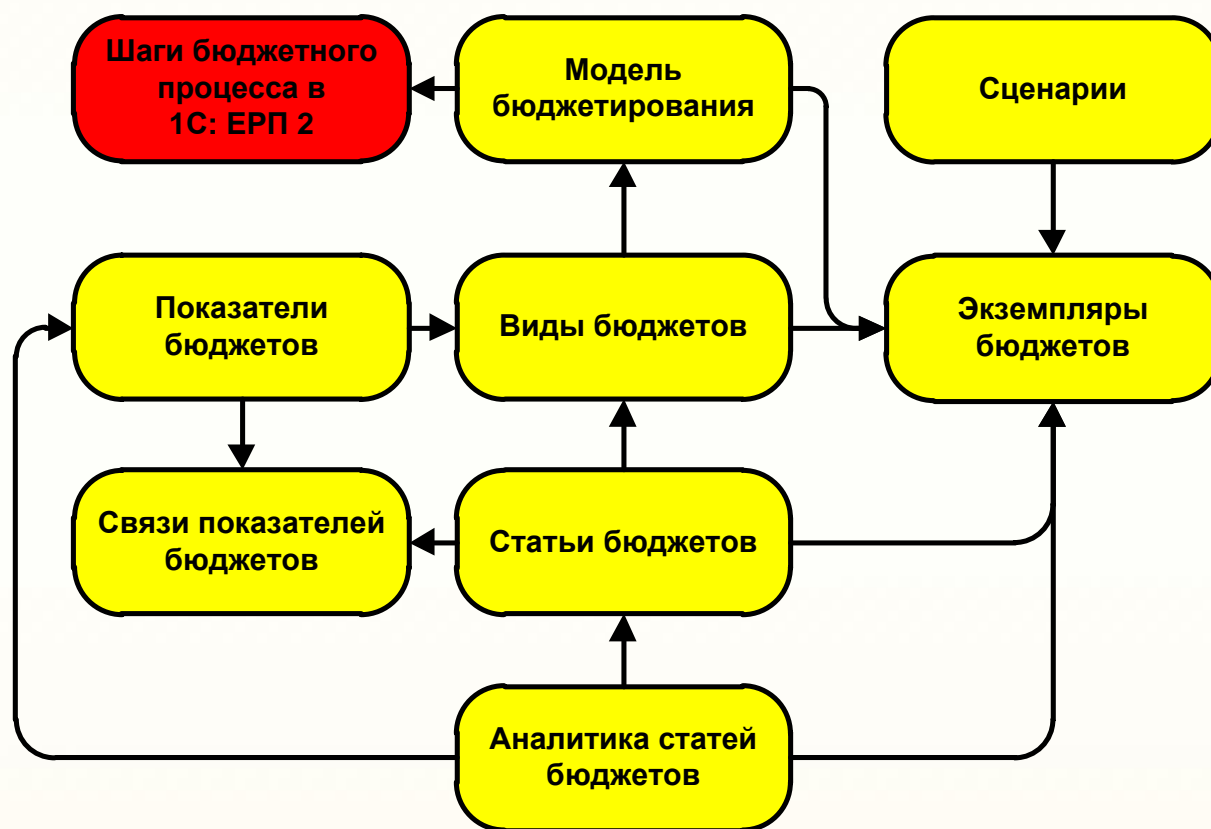 Шаги бюджетного
процесса в
1С: ЕРП 2
Модель
бюджетирования
Сценарии
Показатели
бюджетов
Виды бюджетов
Экземпляры
бюджетов
Связи показателей
бюджетов
Статьи бюджетов
Аналитика статей
бюджетов